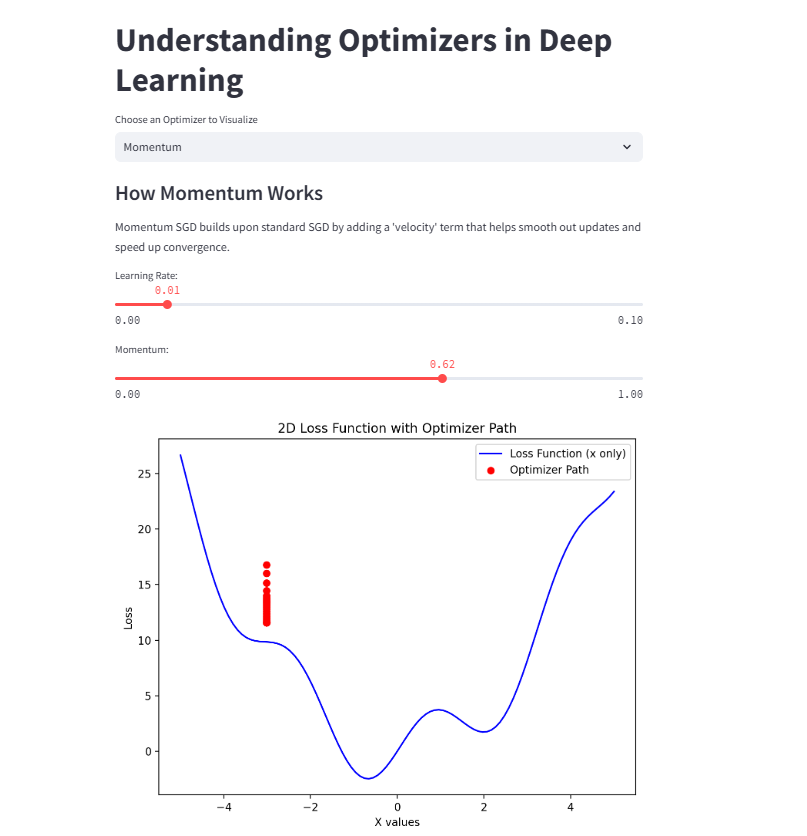 Understanding Optimizers in Deep
Learning
Choose an Optimizer to Visualize
Momentum
How Momentum Works
Momentum SGD builds upon standard SGD by adding a 'velocity' term that helps smooth out updates and
speed up convergence.
Learning Rate:
0.01
0.00 0.10
Momentum:
0.62
0.00 1.00
2D Loss Function with Optimizer Path
Loss Function (x only)
Optimizer Path
25
20
15
10
5
0
Loss
−4 −2 0 2 4
X values